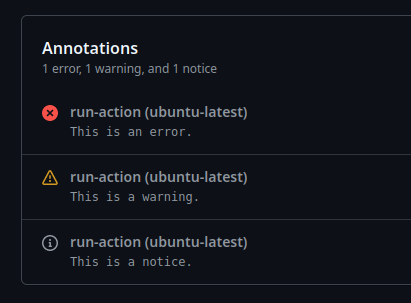 Annotations
1 error, 1 warning, and 1 notice
run-action (ubuntu-latest)
This is an error.
run-action (ubuntu-latest)
This is a warning.
run-action (ubuntu-latest)
This is a notice.